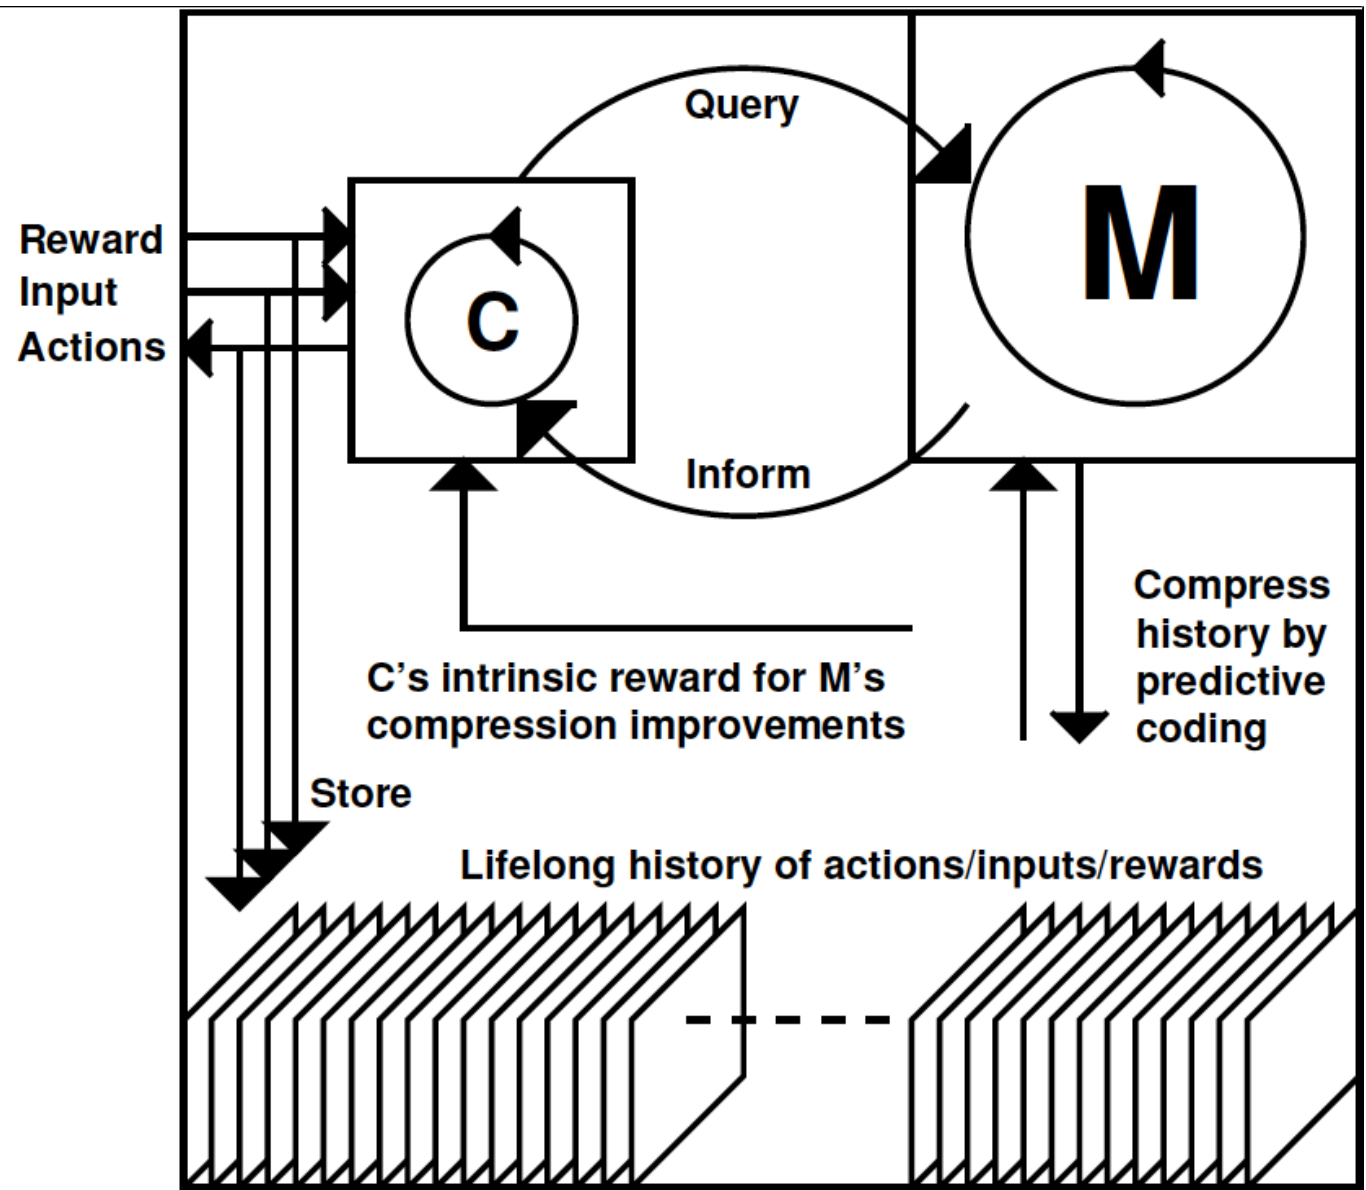 Query
M
Reward
Input
Actions
C
Inform
Compress
history by
predictive
coding
C’s intrinsic reward for M’s
compression improvements
Store
Lifelong history of actions/inputs/rewards